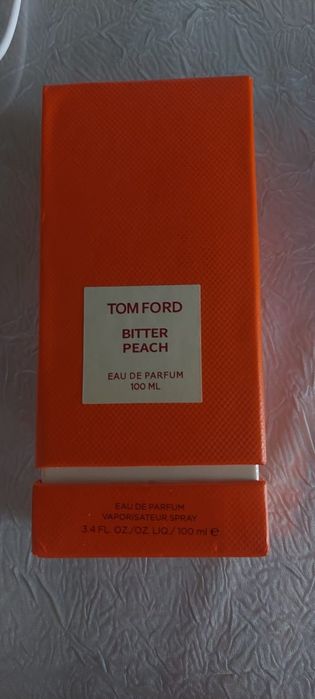 TOM FORD
BITTER
PEACH
EAU DE PARFUM
100 ML
EAU DE PARFUM
VAPORISATEUR SPRAY
3.4 FL. OZ./OZ. LIQ./ 100 ml ℮